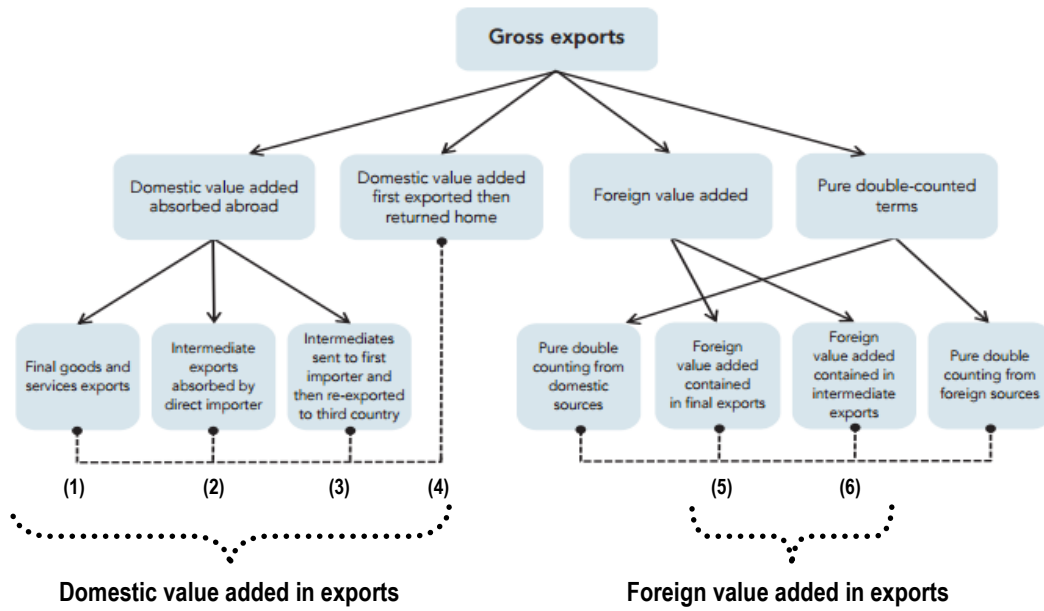 Gross exports
Domestic value added
absorbed abroad
Domestic value added
first exported then
returned home
Foreign value added
Pure double-counted
terms
Final goods and
services exports
Intermediate
exports
absorbed by
direct importer
Intermediates
sent to first
importer and
then re-exported
to third country
Pure double
counting from
domestic
sources
Foreign
value added
contained
in final exports
Foreign
value added
contained in
intermediate
exports
Pure double
counting from
foreign sources
(1)
(2)
(3)
(4)
(5)
(6)
Domestic value added in exports
Foreign value added in exports